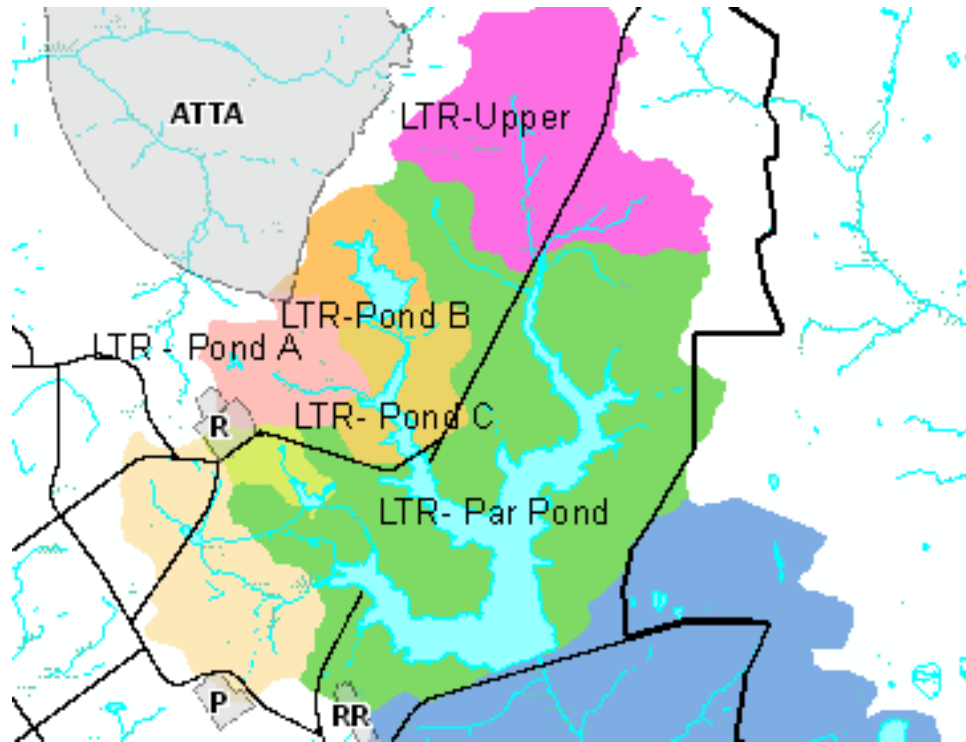 ATTA
LTR-Upper
LTR-Pond B
LTR - Pond A
LTR- Pond C
R
LTR- Par Pond
P
RR